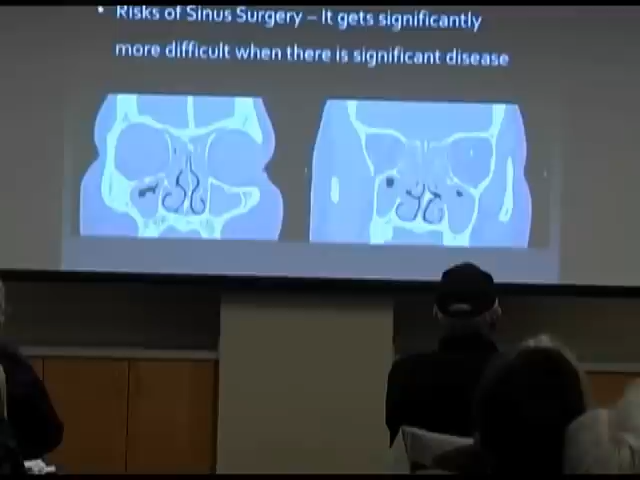 • Risks of Sinus Surgery – It gets significantly
more difficult when there is significant disease